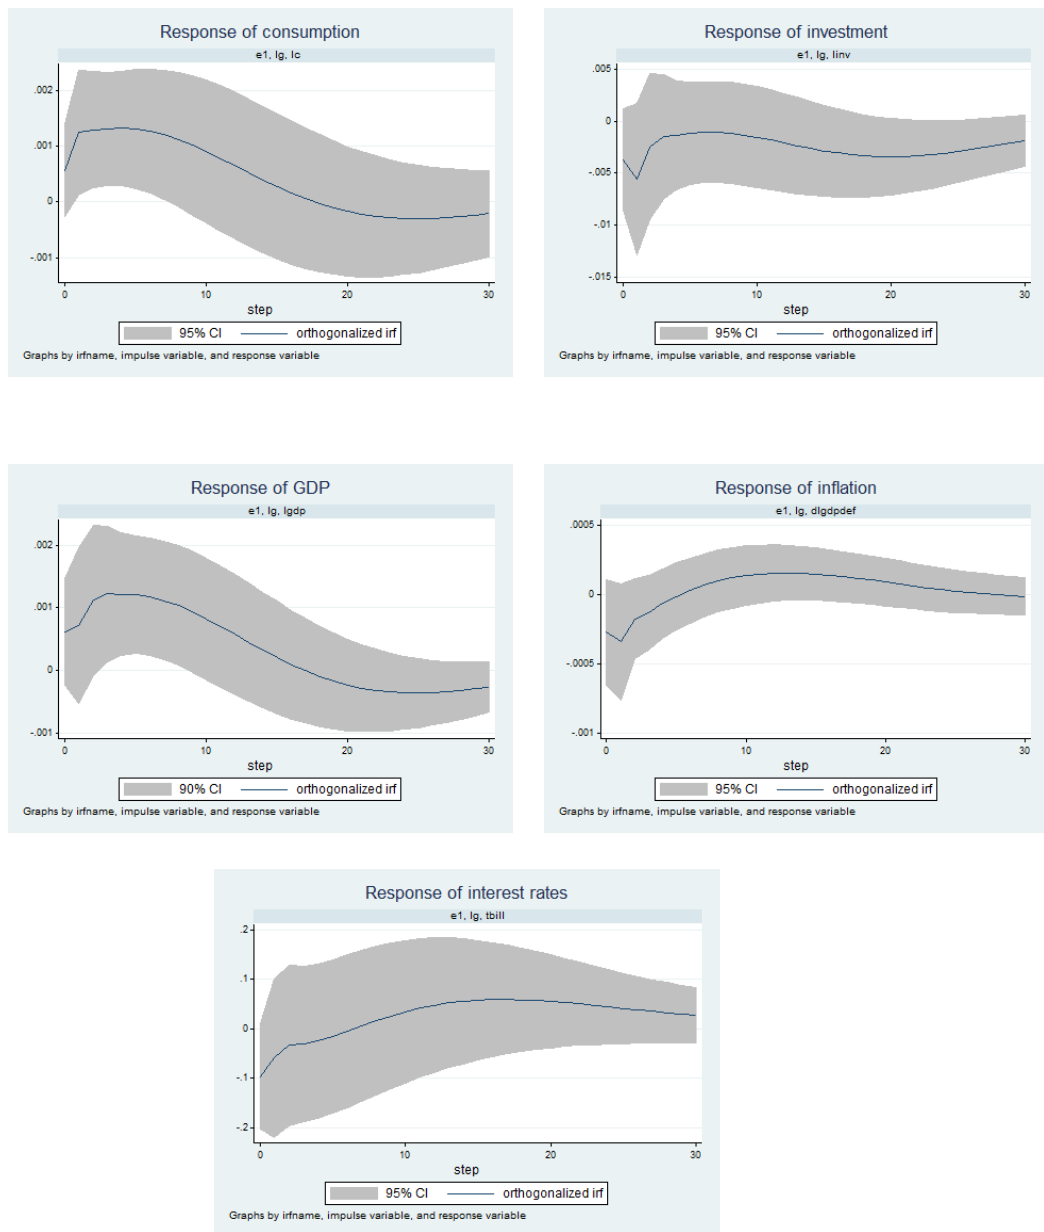 Response of consumption
e1, lg, lc
.002
.001
0
-.001
0 10 20 30
step
95% CI orthogonalized irf
Graphs by irfname, impulse variable, and response variable
Response of investment
e1, lg, linv
.005
0
-.005
-.01
-.015
0 10 20 30
step
95% CI orthogonalized irf
Graphs by irfname, impulse variable, and response variable
Response of GDP
e1, lg, lgdp
.002
.001
0
-.001
0 10 20 30
step
90% CI orthogonalized irf
Graphs by irfname, impulse variable, and response variable
Response of inflation
e1, lg, dlgdpdef
.0005
0
-.0005
-.001
0 10 20 30
step
95% CI orthogonalized irf
Graphs by irfname, impulse variable, and response variable
Response of interest rates
e1, lg, tbill
.2
.1
0
-.1
-.2
0 10 20 30
step
95% CI orthogonalized irf
Graphs by irfname, impulse variable, and response variable